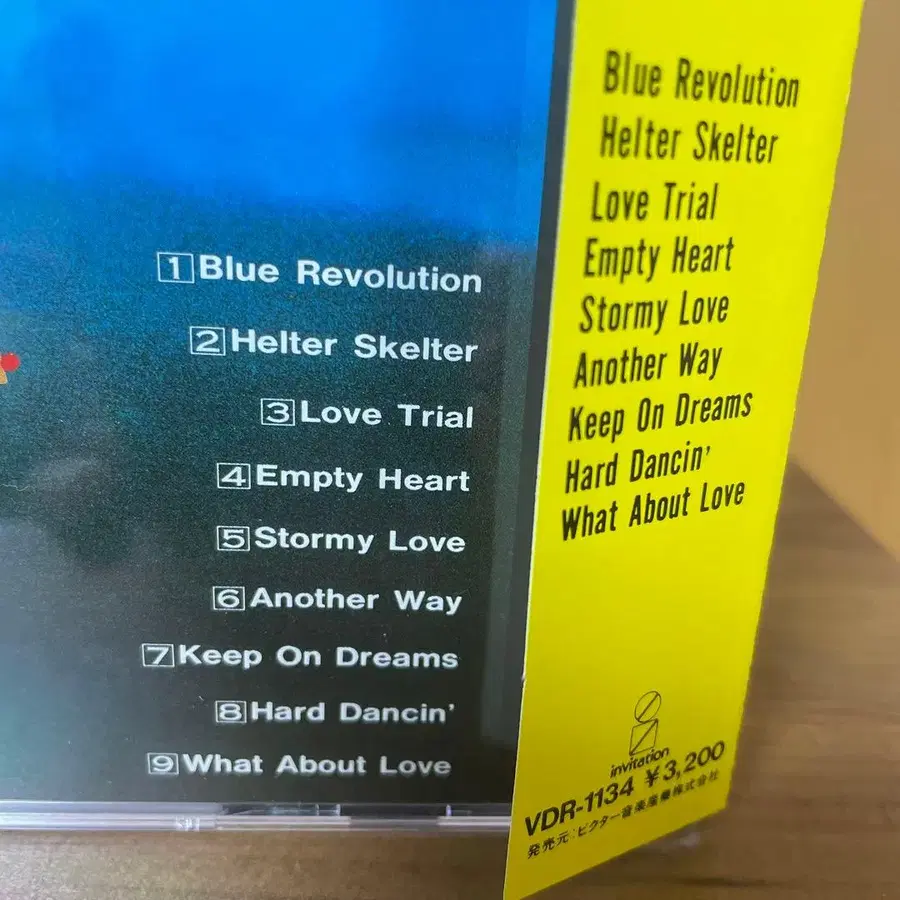 1 Blue Revolution
2 Helter Skelter
3 Love Trial
4 Empty Heart
5 Stormy Love
6 Another Way
7 Keep On Dreams
8 Hard Dancin'
9 What About Love
Blue Revolution
Helter Skelter
Love Trial
Empty Heart
Stormy Love
Another Way
Keep On Dreams
Hard Dancin'
What About Love
invitation
VDR-1134 ¥3,200
発売元:ビクター音楽産業株式会社